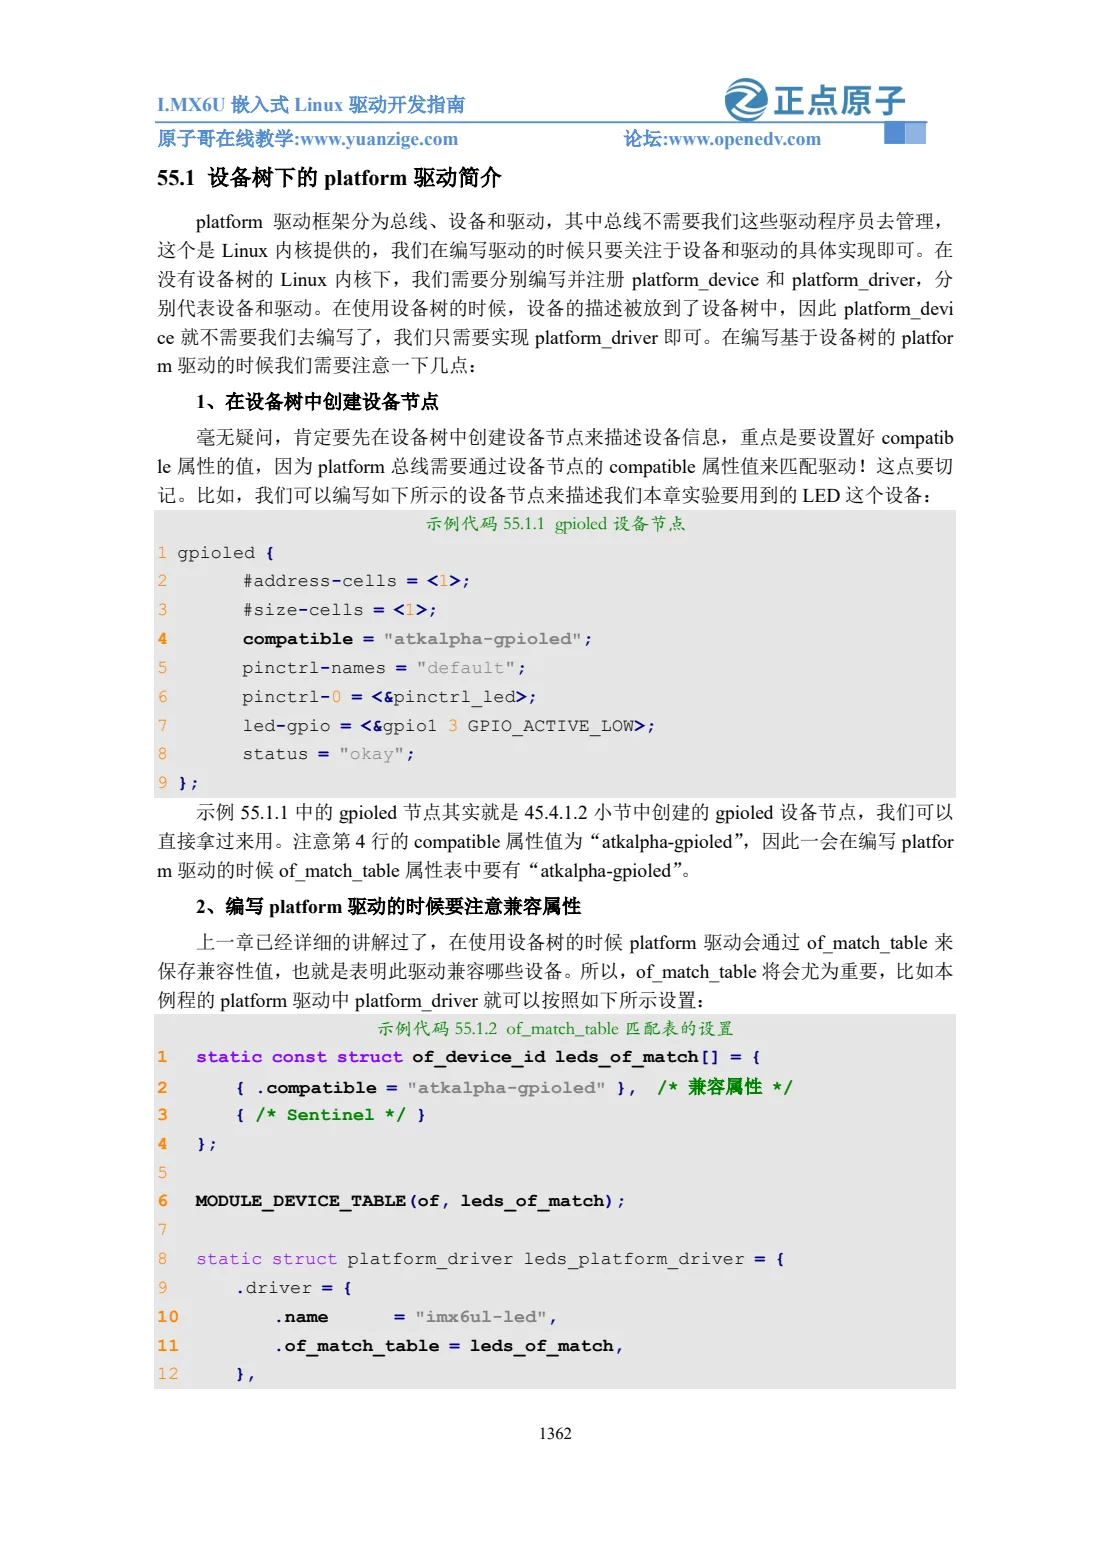 I.MX6U 嵌入式 Linux 驱动开发指南
正点原子
原子哥在线教学:www.yuanzige.com 论坛:www.openedv.com
55.1 设备树下的 platform 驱动简介
platform 驱动框架分为总线、设备和驱动，其中总线不需要我们这些驱动程序员去管理，
这个是 Linux 内核提供的，我们在编写驱动的时候只要关注于设备和驱动的具体实现即可。在
没有设备树的 Linux 内核下，我们需要分别编写并注册 platform_device 和 platform_driver，分
别代表设备和驱动。在使用设备树的时候，设备的描述被放到了设备树中，因此 platform_devi
ce 就不需要我们去编写了，我们只需要实现 platform_driver 即可。在编写基于设备树的 platfor
m 驱动的时候我们需要注意一下几点：
1、在设备树中创建设备节点
毫无疑问，肯定要先在设备树中创建设备节点来描述设备信息，重点是要设置好 compatib
le 属性的值，因为 platform 总线需要通过设备节点的 compatible 属性值来匹配驱动！这点要切
记。比如，我们可以编写如下所示的设备节点来描述我们本章实验要用到的 LED 这个设备：
示例代码 55.1.1 gpioled 设备节点
1 gpioled {
2 #address-cells = <1>;
3 #size-cells = <1>;
4 compatible = "atkalpha-gpioled";
5 pinctrl-names = "default";
6 pinctrl-0 = <&pinctrl_led>;
7 led-gpio = <&gpio1 3 GPIO_ACTIVE_LOW>;
8 status = "okay";
9 };
示例 55.1.1 中的 gpioled 节点其实就是 45.4.1.2 小节中创建的 gpioled 设备节点，我们可以
直接拿过来用。注意第 4 行的 compatible 属性值为“atkalpha-gpioled”，因此一会在编写 platfor
m 驱动的时候 of_match_table 属性表中要有“atkalpha-gpioled”。
2、编写 platform 驱动的时候要注意兼容属性
上一章已经详细的讲解过了，在使用设备树的时候 platform 驱动会通过 of_match_table 来
保存兼容性值，也就是表明此驱动兼容哪些设备。所以，of_match_table 将会尤为重要，比如本
例程的 platform 驱动中 platform_driver 就可以按照如下所示设置：
示例代码 55.1.2 of_match_table 匹配表的设置
1 static const struct of_device_id leds_of_match[] = {
2 { .compatible = "atkalpha-gpioled" }, /* 兼容属性 */
3 { /* Sentinel */ }
4 };
5
6 MODULE_DEVICE_TABLE(of, leds_of_match);
7
8 static struct platform_driver leds_platform_driver = {
9 .driver = {
10 .name = "imx6ul-led",
11 .of_match_table = leds_of_match,
12 },
1362